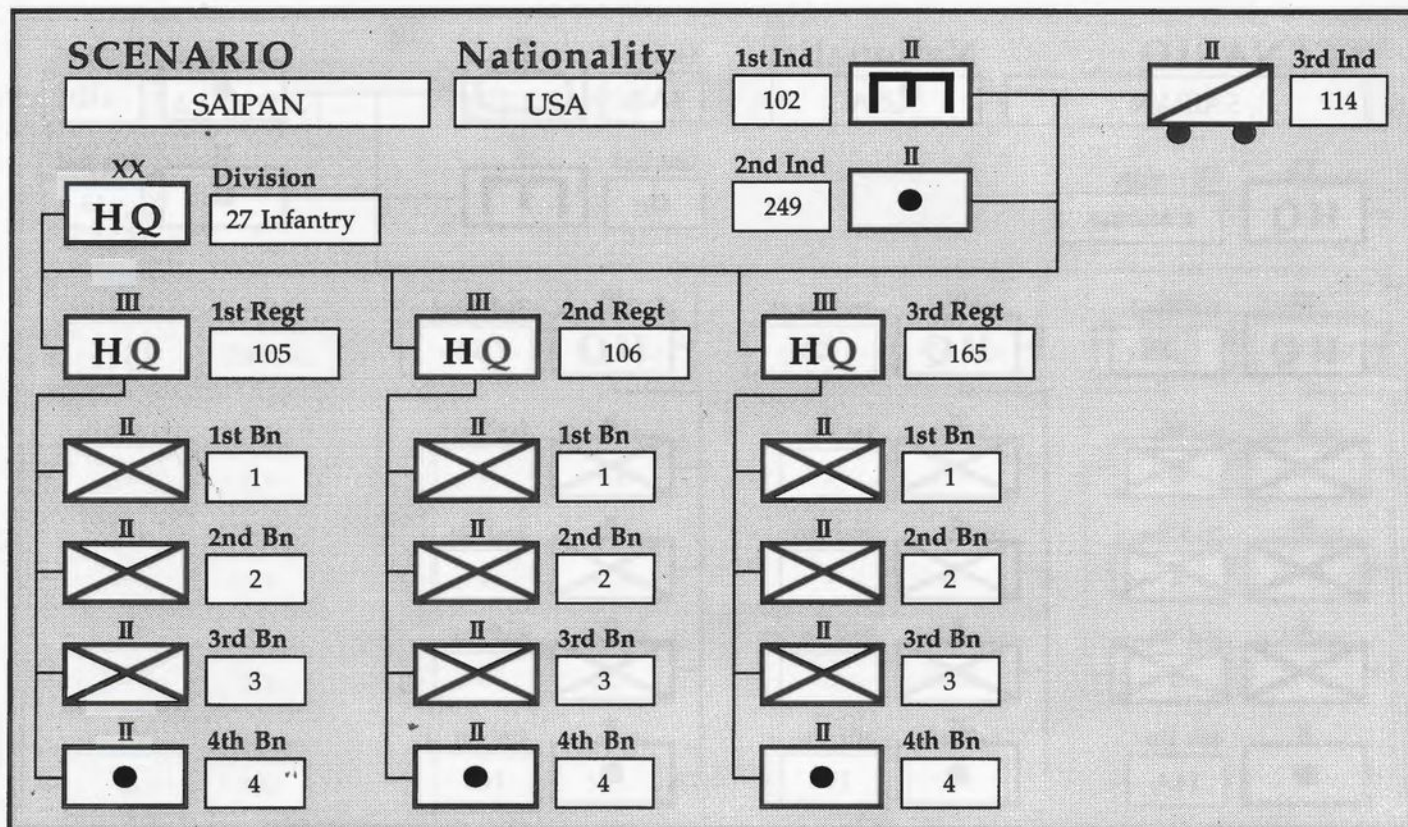 SCENARIO
SAIPAN
Nationality
USA
1st Ind
102
II
II
3rd Ind
114
2nd Ind
249
II
XX
HQ
Division
27 Infantry
III
HQ
1st Regt
105
III
HQ
2nd Regt
106
III
HQ
3rd Regt
165
II
1st Bn
1
II
1st Bn
1
II
1st Bn
1
II
2nd Bn
2
II
2nd Bn
2
II
2nd Bn
2
II
3rd Bn
3
II
3rd Bn
3
II
3rd Bn
3
II
4th Bn
4
II
4th Bn
4
II
4th Bn
4